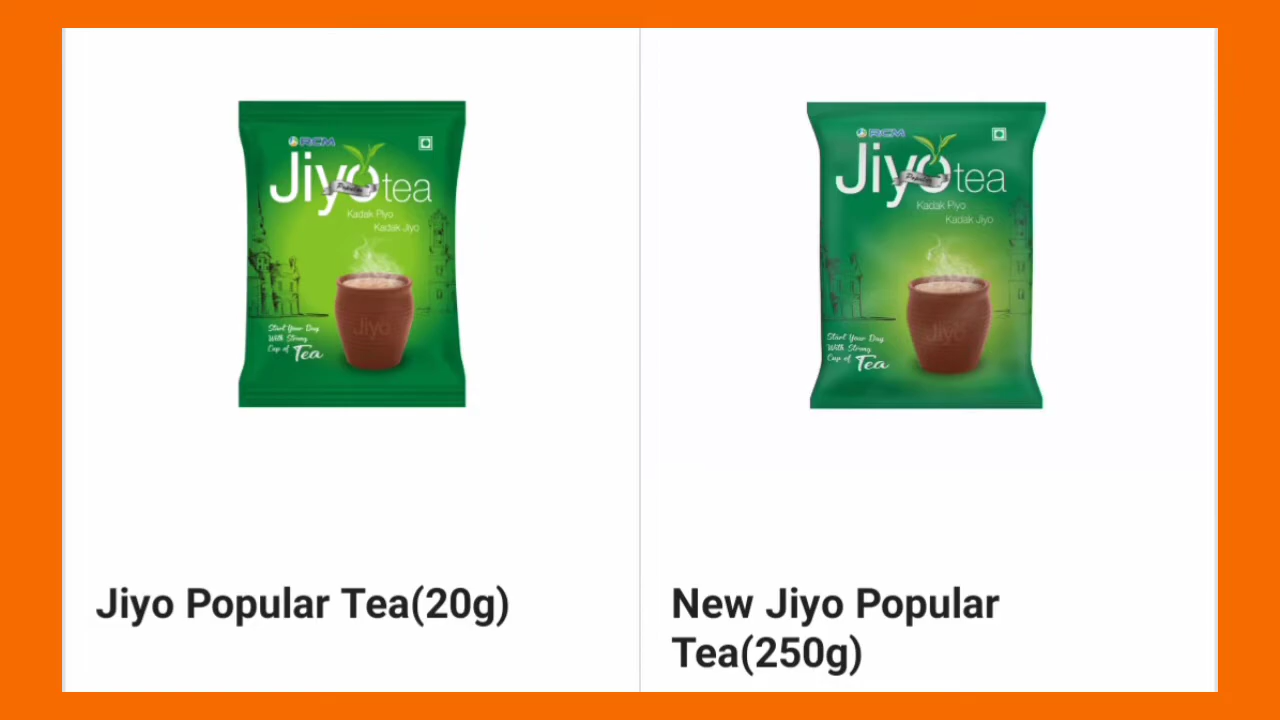 RCM
Jiyo tea
Popular
Kadak Piyo
Kadak Jiyo
Jiyo
Start Your Day
With Strong
Cup of Tea
Jiyo Popular Tea(20g)
RCM
Jiyo tea
Popular
Kadak Piyo
Kadak Jiyo
Jiyo
Start Your Day
With Strong
Cup of Tea
New Jiyo Popular
Tea(250g)